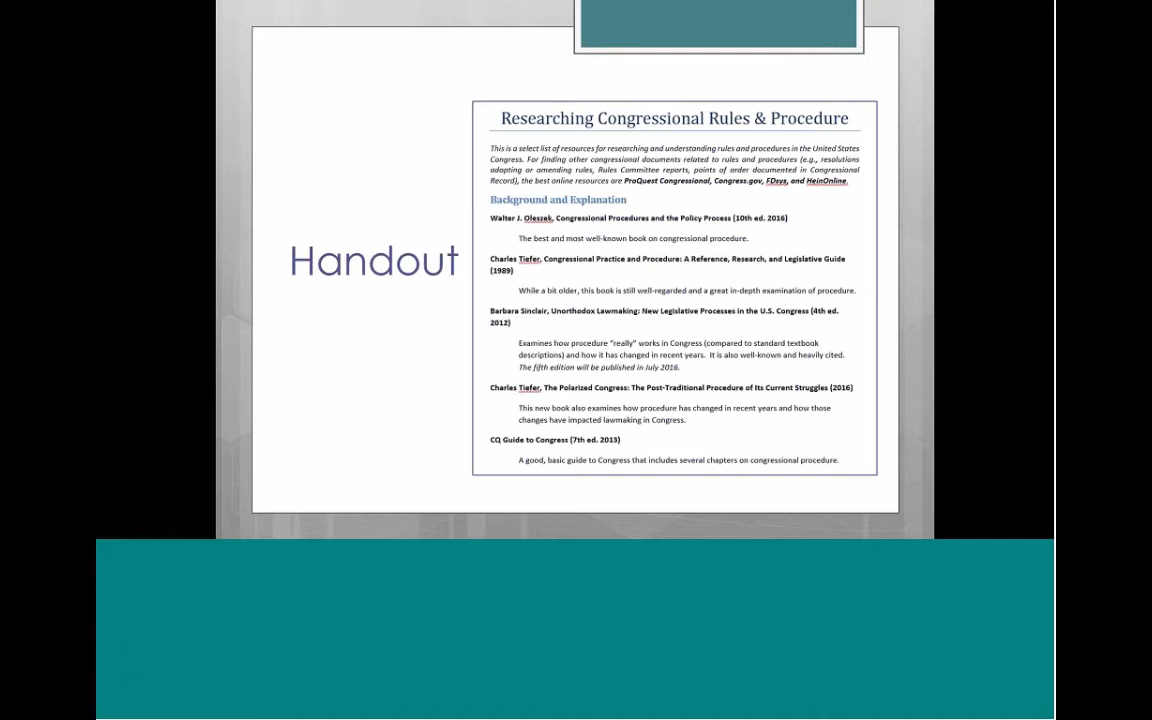 Handout
Researching Congressional Rules & Procedure
This is a select list of resources for researching and understanding rules and procedures in the United States
Congress. For finding other congressional documents related to rules and procedures (e.g., resolutions
adopting or amending rules, Rules Committee reports, points of order documented in Congressional
Record), the best online resources are ProQuest Congressional, Congress.gov, FDsys, and HeinOnline.
Background and Explanation
Walter J. Oleszek, Congressional Procedures and the Policy Process (10th ed. 2016)
The best and most well-known book on congressional procedure.
Charles Tiefer, Congressional Practice and Procedure: A Reference, Research, and Legislative Guide
(1989)
While a bit older, this book is still well-regarded and a great in-depth examination of procedure.
Barbara Sinclair, Unorthodox Lawmaking: New Legislative Processes in the U.S. Congress (4th ed.
2012)
Examines how procedure “really” works in Congress (compared to standard textbook
descriptions) and how it has changed in recent years. It is also well-known and heavily cited.
The fifth edition will be published in July 2016.
Charles Tiefer, The Polarized Congress: The Post-Traditional Procedure of Its Current Struggles (2016)
This new book also examines how procedure has changed in recent years and how those
changes have impacted lawmaking in Congress.
CQ Guide to Congress (7th ed. 2013)
A good, basic guide to Congress that includes several chapters on congressional procedure.